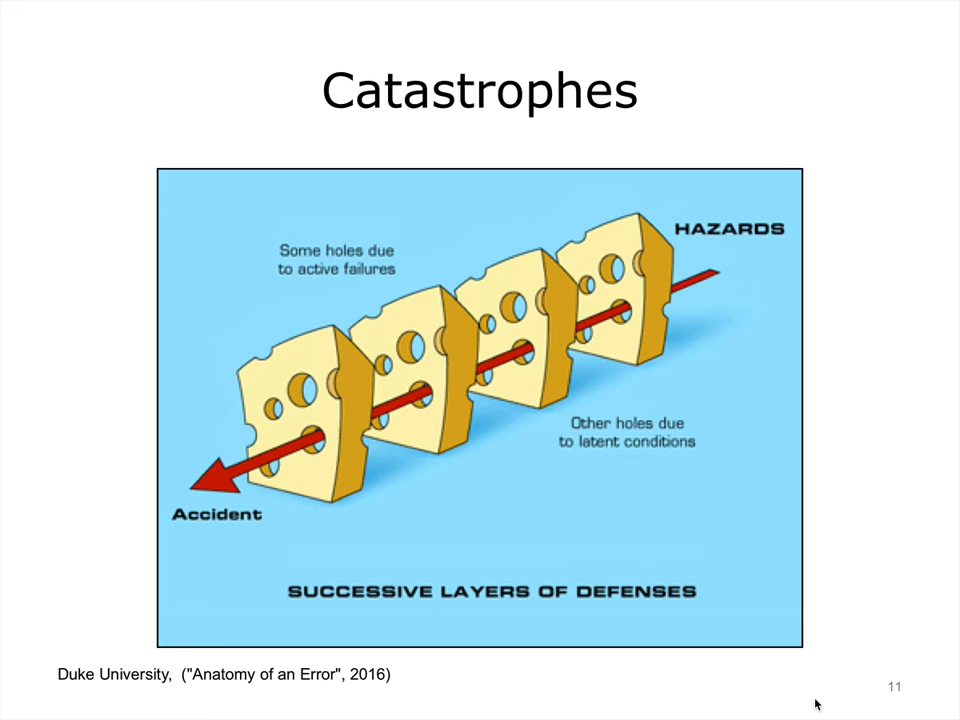 Catastrophes
Some holes due
to active failures
HAZARDS
Other holes due
to latent conditions
Accident
SUCCESSIVE LAYERS OF DEFENSES
Duke University,  ("Anatomy of an Error", 2016)
11